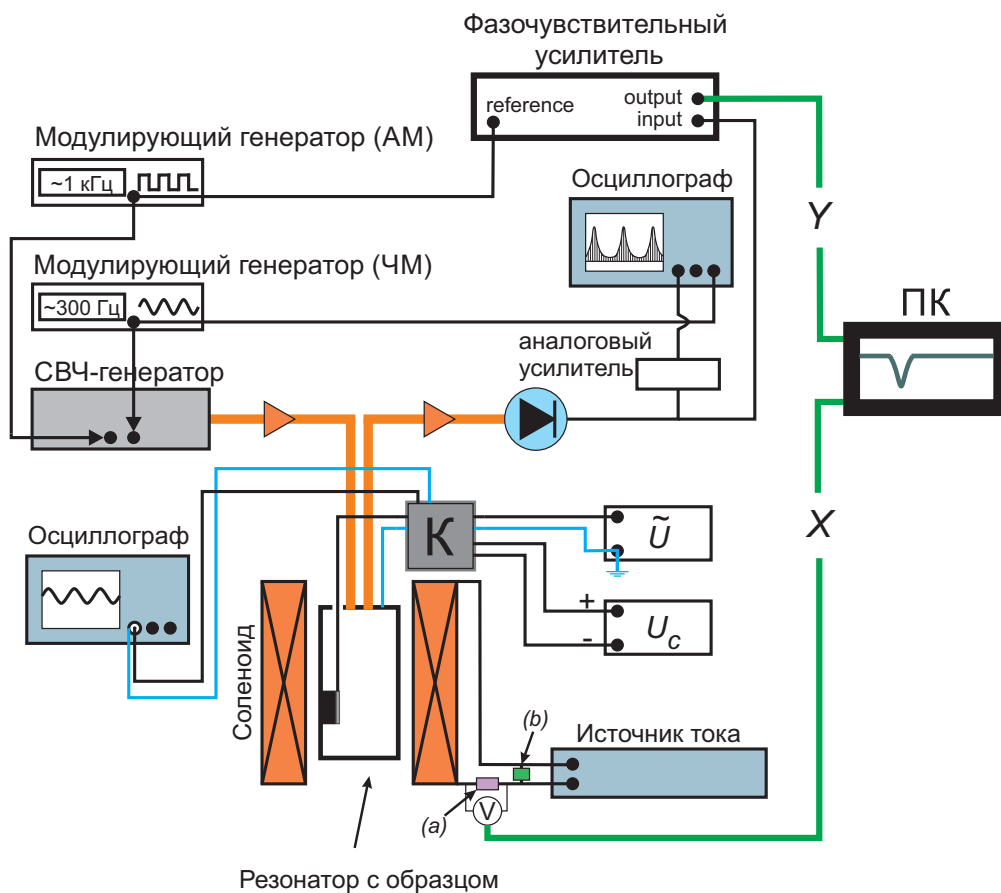 Фазочувствительный
усилитель
reference
output
input
Модулирующий генератор (АМ)
~1 кГц
Осциллограф
Y
Модулирующий генератор (ЧМ)
~300 Гц
ПК
аналоговый
усилитель
СВЧ-генератор
X
К
Ũ
Осциллограф
+
-
U_c
Соленоид
(b)
Источник тока
(a)
V
Резонатор с образцом